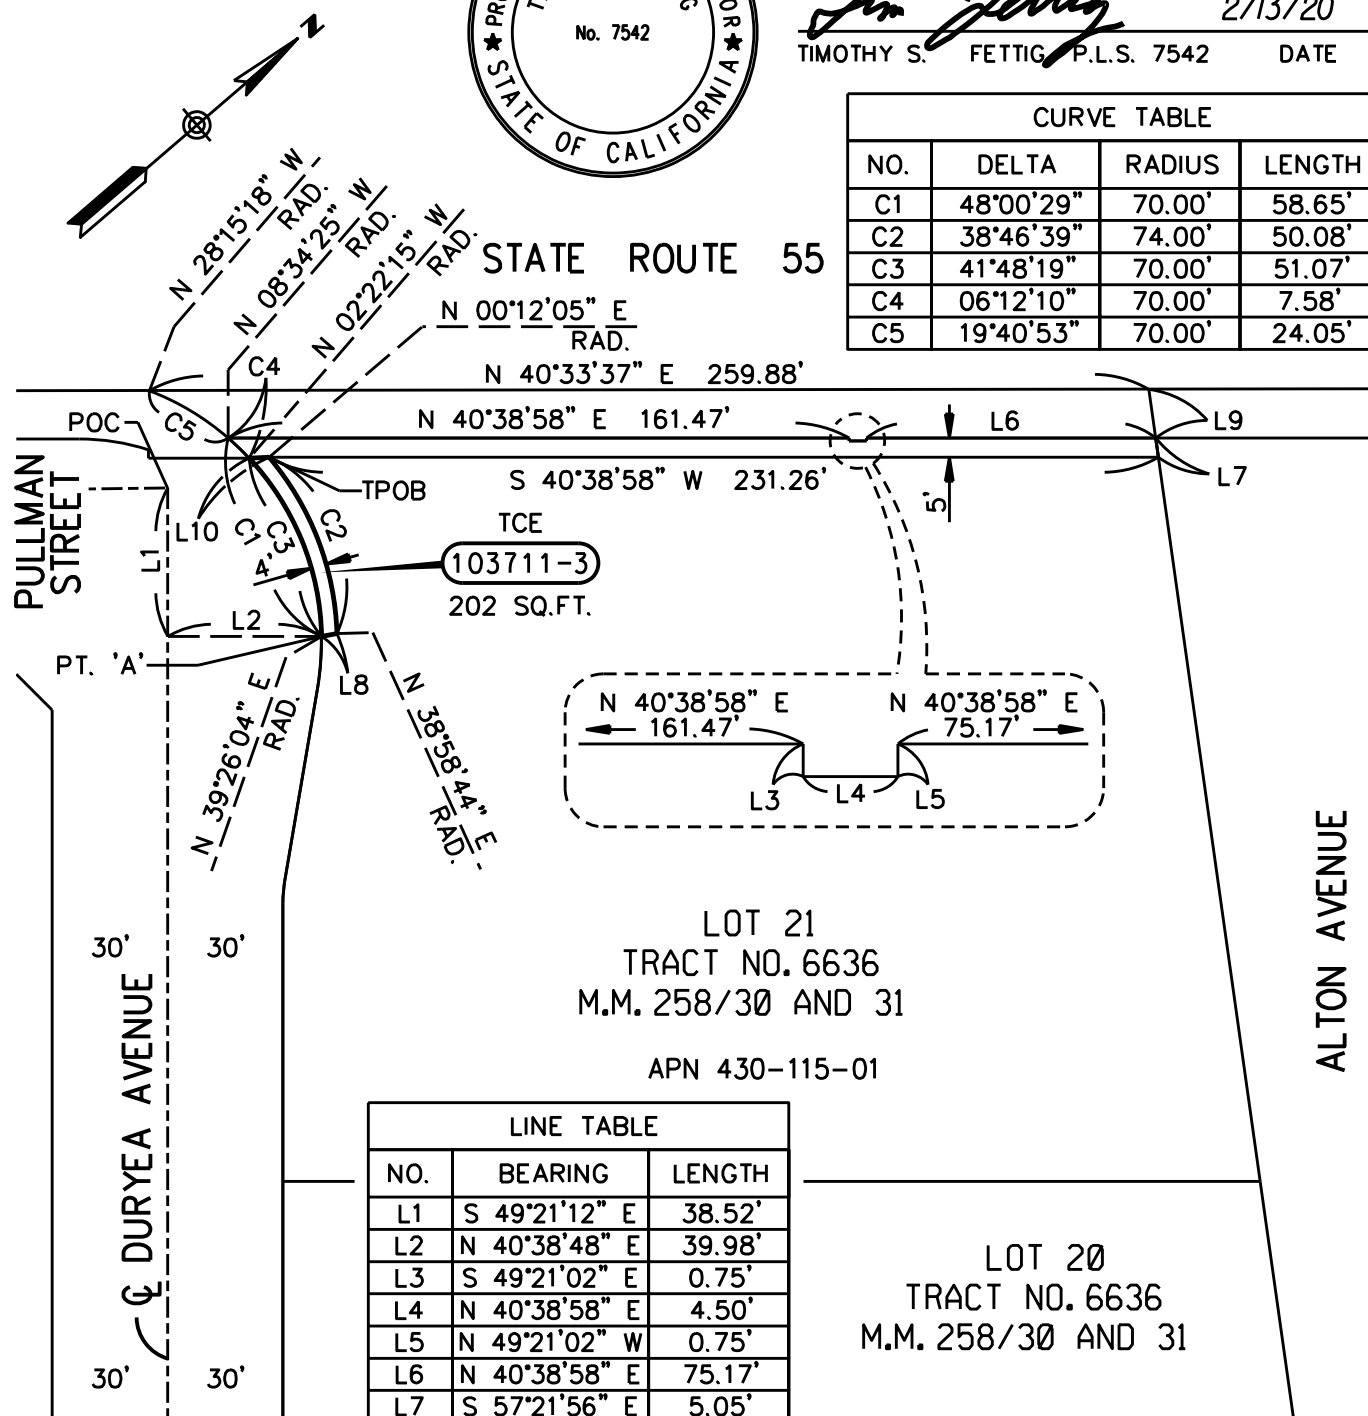 No. 7542
STATE OF CALIFORNIA
2/13/20
TIMOTHY S. FETTIG P.L.S. 7542 DATE
N
CURVE TABLE
NO. DELTA RADIUS LENGTH
C1 48°00'29" 70.00' 58.65'
C2 38°46'39" 74.00' 50.08'
C3 41°48'19" 70.00' 51.07'
C4 06°12'10" 70.00' 7.58'
C5 19°40'53" 70.00' 24.05'
N 28°15'18" W
RAD.
N 08°34'25" W
RAD.
N 02°22'15" W
RAD.
STATE ROUTE 55
N 00°12'05" E
RAD.
C4
N 40°33'37" E 259.88'
POC
C5
N 40°38'58" E 161.47'
L6
L9
S 40°38'58" W 231.26'
L7
5'
TPOB
PULLMAN
STREET
L10
C1
C3
C2
L1
4'
TCE
103711-3
202 SQ.FT.
L2
PT. 'A'
L8
N 39°26'04" E
RAD.
N 38°58'44" E
RAD.
N 40°38'58" E
161.47'
N 40°38'58" E
75.17'
L3
L4
L5
ALTON AVENUE
30'
30'
LOT 21
TRACT NO. 6636
M.M. 258/30 AND 31
APN 430-115-01
℄ DURYEA AVENUE
30'
30'
LINE TABLE
NO. BEARING LENGTH
L1 S 49°21'12" E 38.52'
L2 N 40°38'48" E 39.98'
L3 S 49°21'02" E 0.75'
L4 N 40°38'58" E 4.50'
L5 N 49°21'02" W 0.75'
L6 N 40°38'58" E 75.17'
L7 S 57°21'56" E 5.05'
LOT 20
TRACT NO. 6636
M.M. 258/30 AND 31